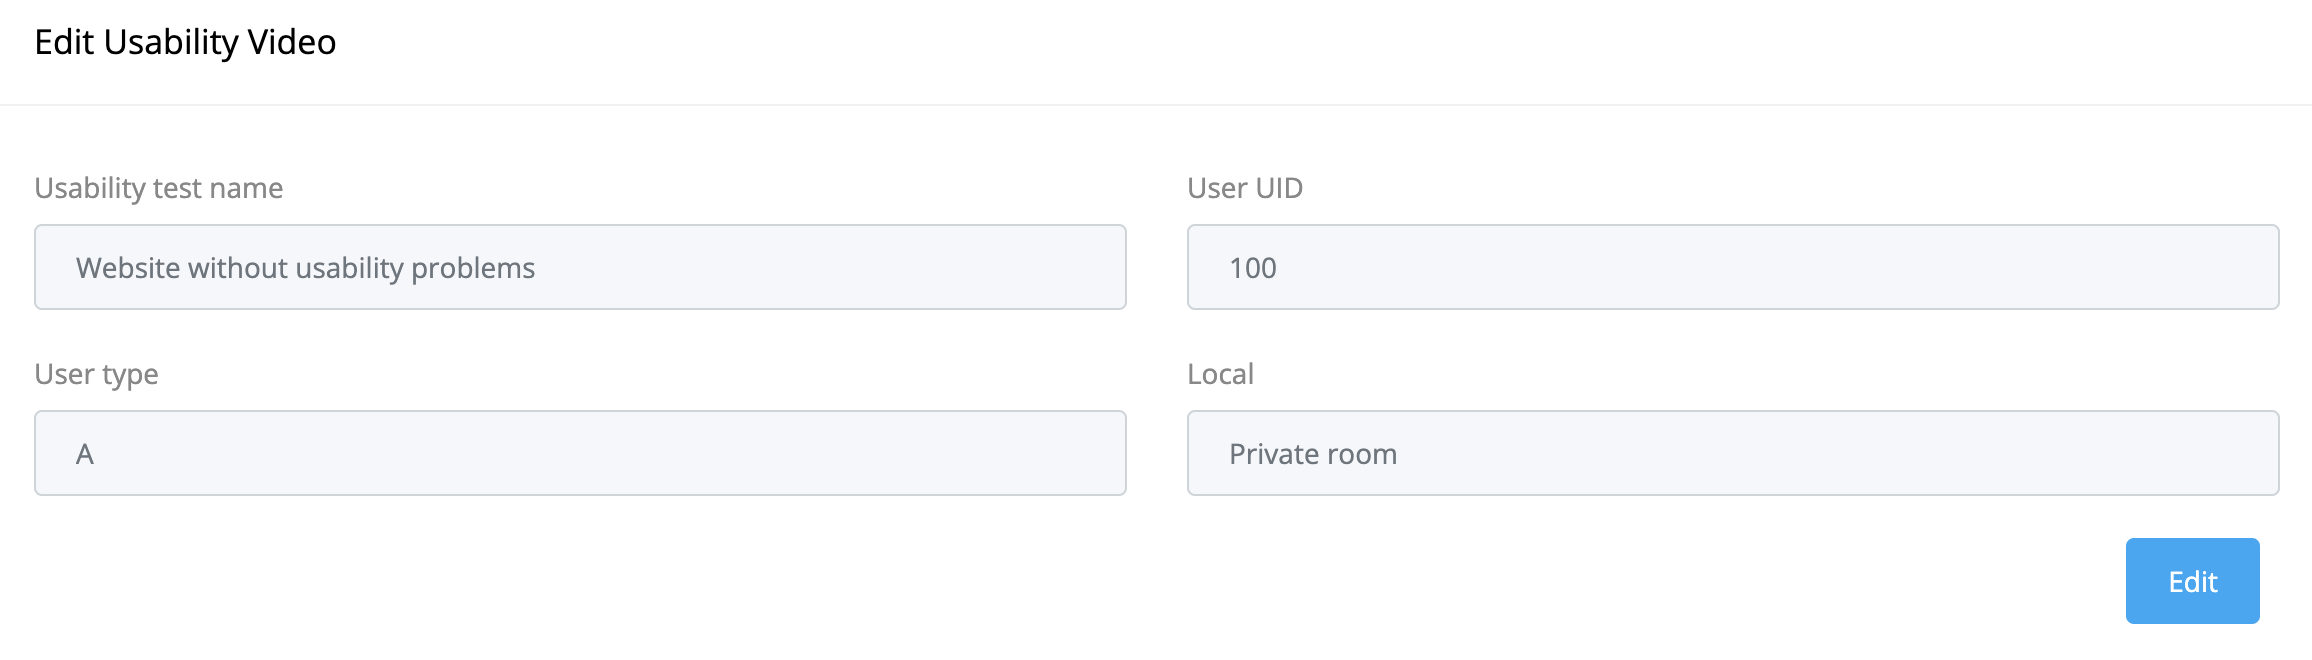 Edit Usability Video
Usability test name
User UID
Website without usability problems
100
User type
Local
A
Private room
Edit